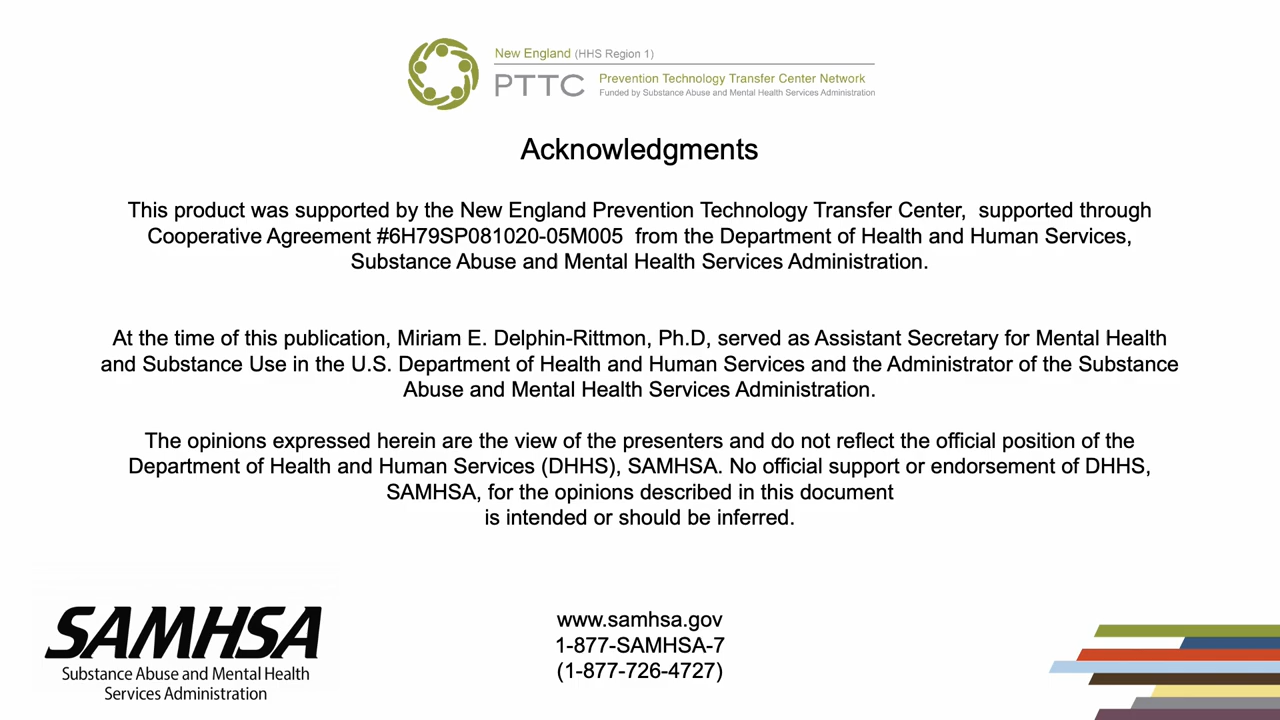 New England (HHS Region 1)
PTTC Prevention Technology Transfer Center Network
Funded by Substance Abuse and Mental Health Services Administration
Acknowledgments
This product was supported by the New England Prevention Technology Transfer Center,  supported through
Cooperative Agreement #6H79SP081020-05M005  from the Department of Health and Human Services,
Substance Abuse and Mental Health Services Administration.
At the time of this publication, Miriam E. Delphin-Rittmon, Ph.D, served as Assistant Secretary for Mental Health
and Substance Use in the U.S. Department of Health and Human Services and the Administrator of the Substance
Abuse and Mental Health Services Administration.
The opinions expressed herein are the view of the presenters and do not reflect the official position of the
Department of Health and Human Services (DHHS), SAMHSA. No official support or endorsement of DHHS,
SAMHSA, for the opinions described in this document
is intended or should be inferred.
SAMHSA
Substance Abuse and Mental Health
Services Administration
www.samhsa.gov
1-877-SAMHSA-7
(1-877-726-4727)